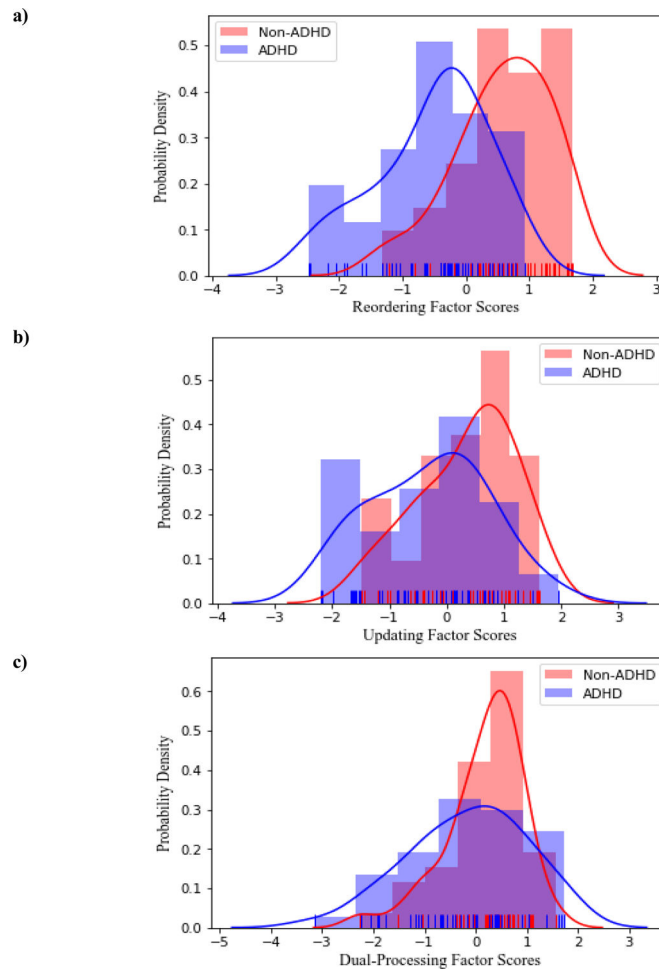 a)
Non-ADHD
ADHD
Probability Density
0.5
0.4
0.3
0.2
0.1
0.0
−4 −3 −2 −1 0 1 2 3
Reordering Factor Scores
b)
Non-ADHD
ADHD
Probability Density
0.5
0.4
0.3
0.2
0.1
0.0
−4 −3 −2 −1 0 1 2 3
Updating Factor Scores
c)
Non-ADHD
ADHD
Probability Density
0.6
0.5
0.4
0.3
0.2
0.1
0.0
−5 −4 −3 −2 −1 0 1 2 3
Dual-Processing Factor Scores